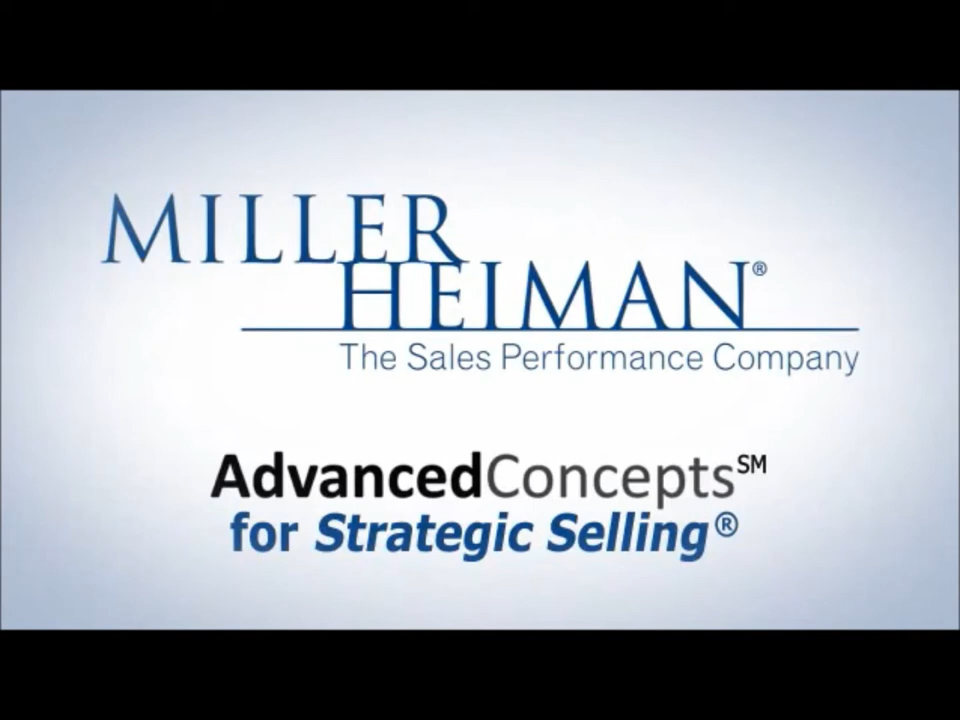 MILLER
HEIMAN®
The Sales Performance Company
AdvancedConcepts℠
for Strategic Selling®